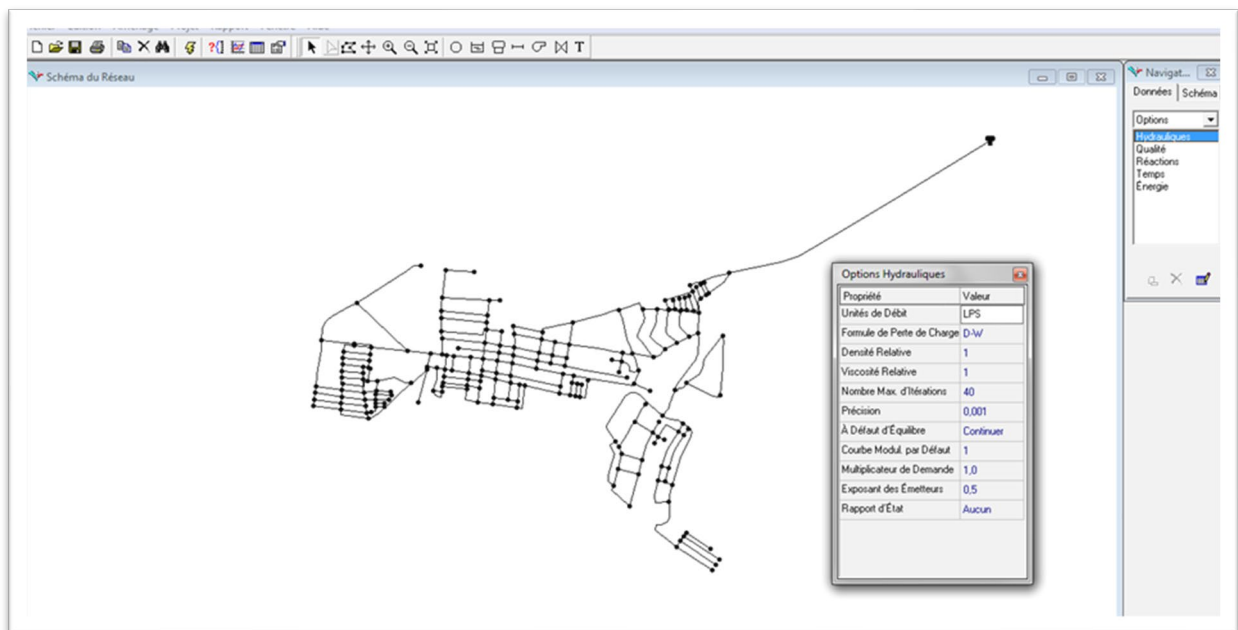 Schéma du Réseau
T
Navigat...
Données Schéma
Options
Hydrauliques
Qualité
Réactions
Temps
Énergie
Options Hydrauliques
Propriété Valeur
Unités de Débit LPS
Formule de Perte de Charge D-W
Densité Relative 1
Viscosité Relative 1
Nombre Max. d'Itérations 40
Précision 0,001
À Défaut d'Équilibre Continuer
Courbe Modul. par Défaut 1
Multiplicateur de Demande 1,0
Exposant des Émetteurs 0,5
Rapport d'État Aucun